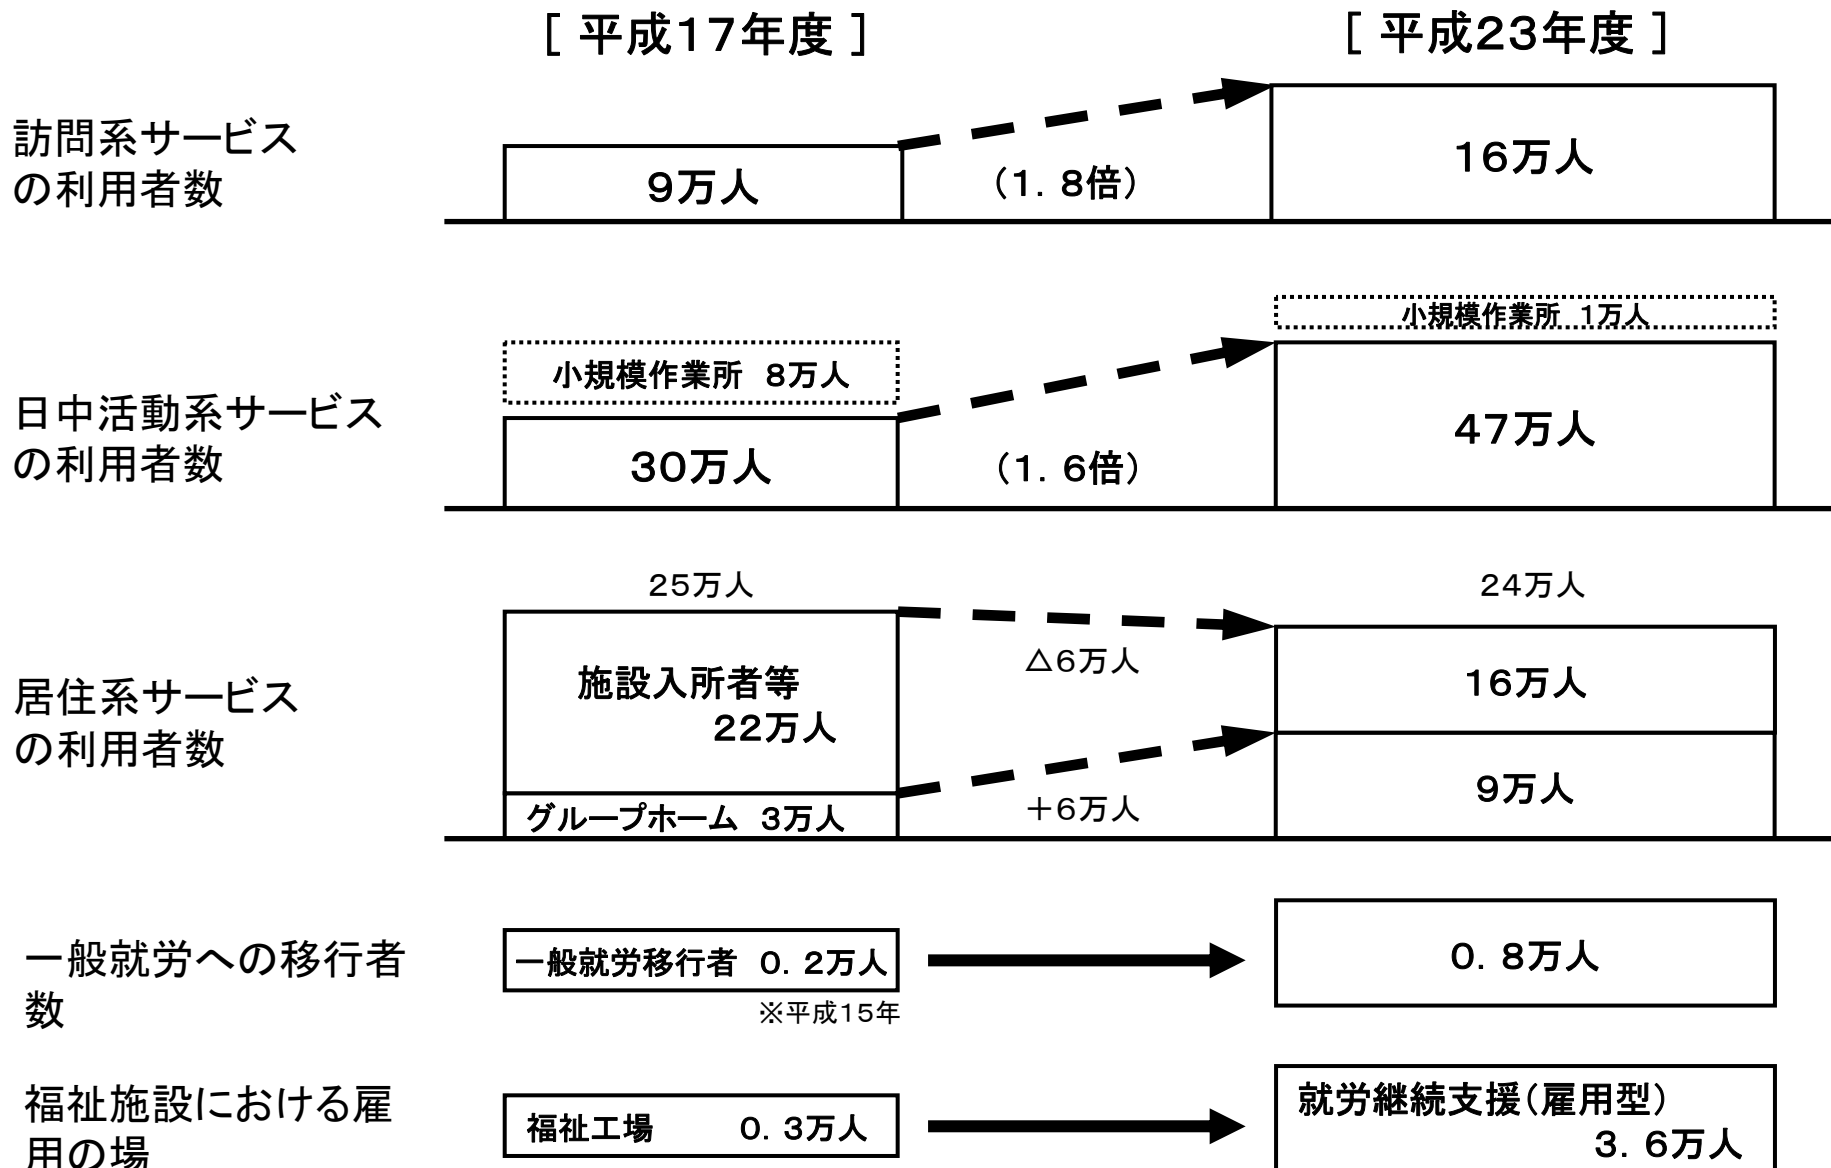 ［ 平成１７年度 ］
［ 平成２３年度 ］
訪問系サービス
の利用者数
９万人
（１．８倍）
１６万人
日中活動系サービス
の利用者数
小規模作業所　８万人
３０万人
（１．６倍）
小規模作業所　１万人
４７万人
居住系サービス
の利用者数
２５万人
施設入所者等
２２万人
グループホーム　３万人
△６万人
＋６万人
２４万人
１６万人
９万人
一般就労への移行者
数
一般就労移行者　０．２万人
※平成１５年
０．８万人
福祉施設における雇
用の場
福祉工場　　　０．３万人
就労継続支援（雇用型）
３．６万人